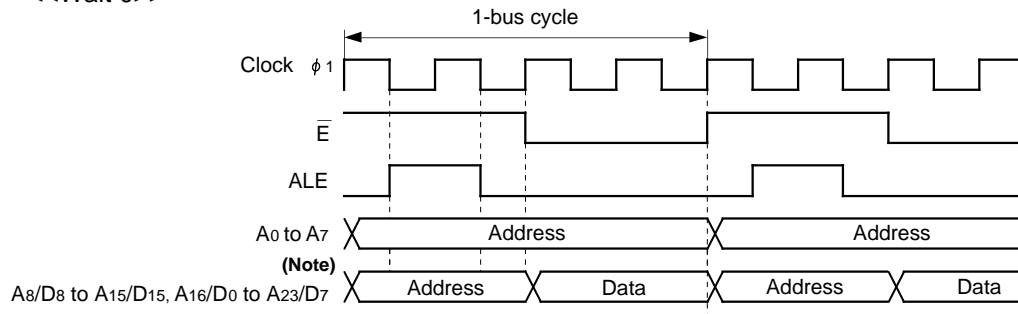 1-bus cycle
Clock φ1
E
ALE
A0 to A7 Address Address
(Note)
A8/D8 to A15/D15, A16/D0 to A23/D7 Address Data Address Data